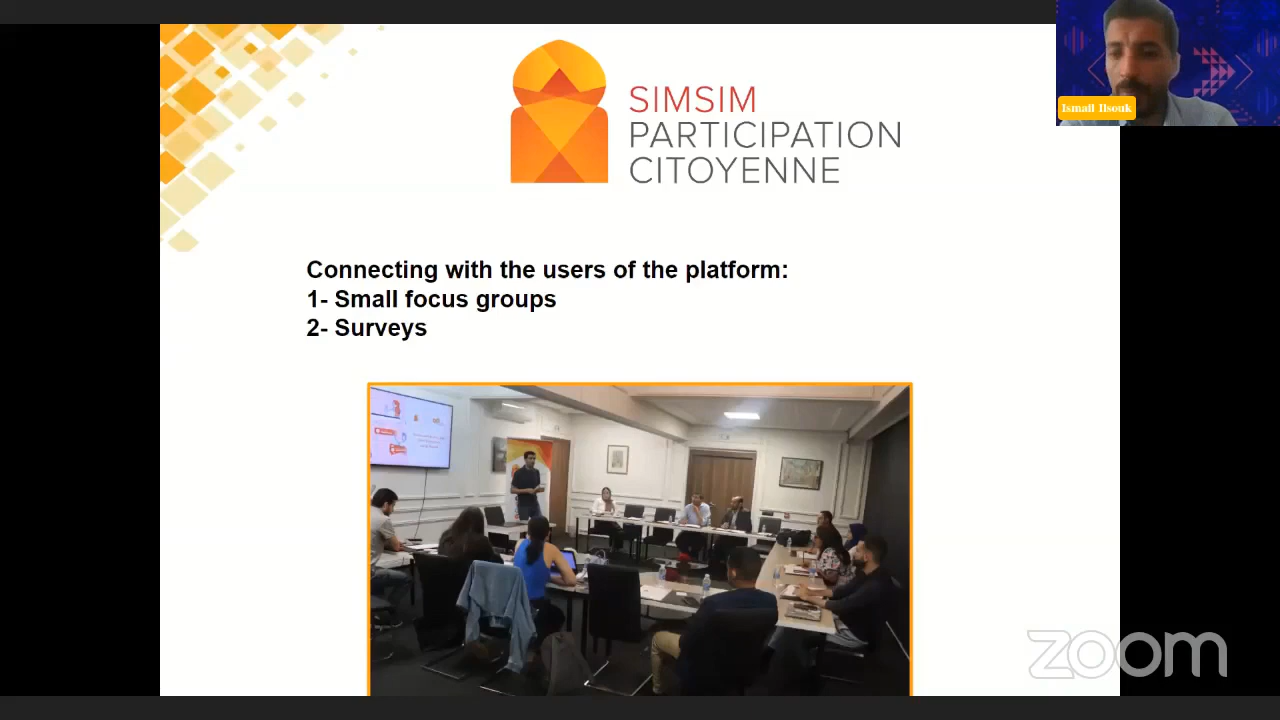 SIMSIM
PARTICIPATION
CITOYENNE
Ismail Ilsouk
Connecting with the users of the platform:
1- Small focus groups
2- Surveys
zoom